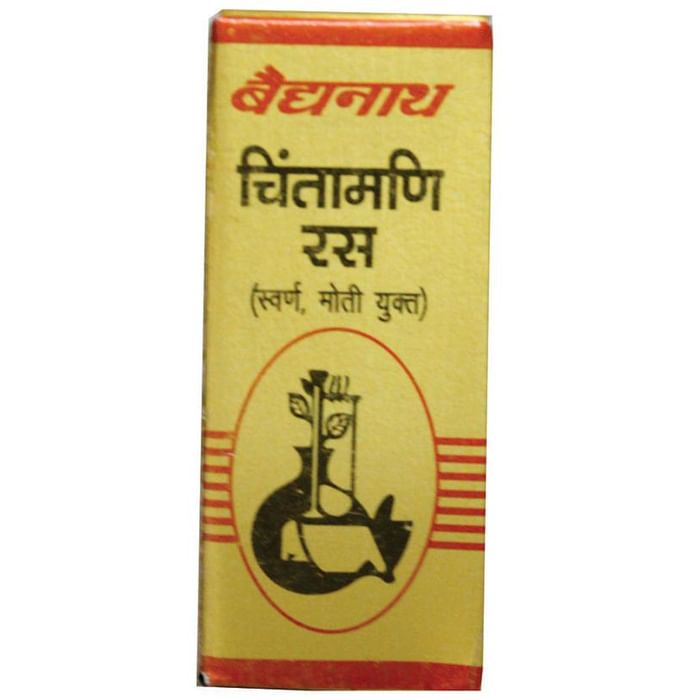 बैद्यनाथ
चिंतामणि
रस
(स्वर्ण, मोती युक्त)